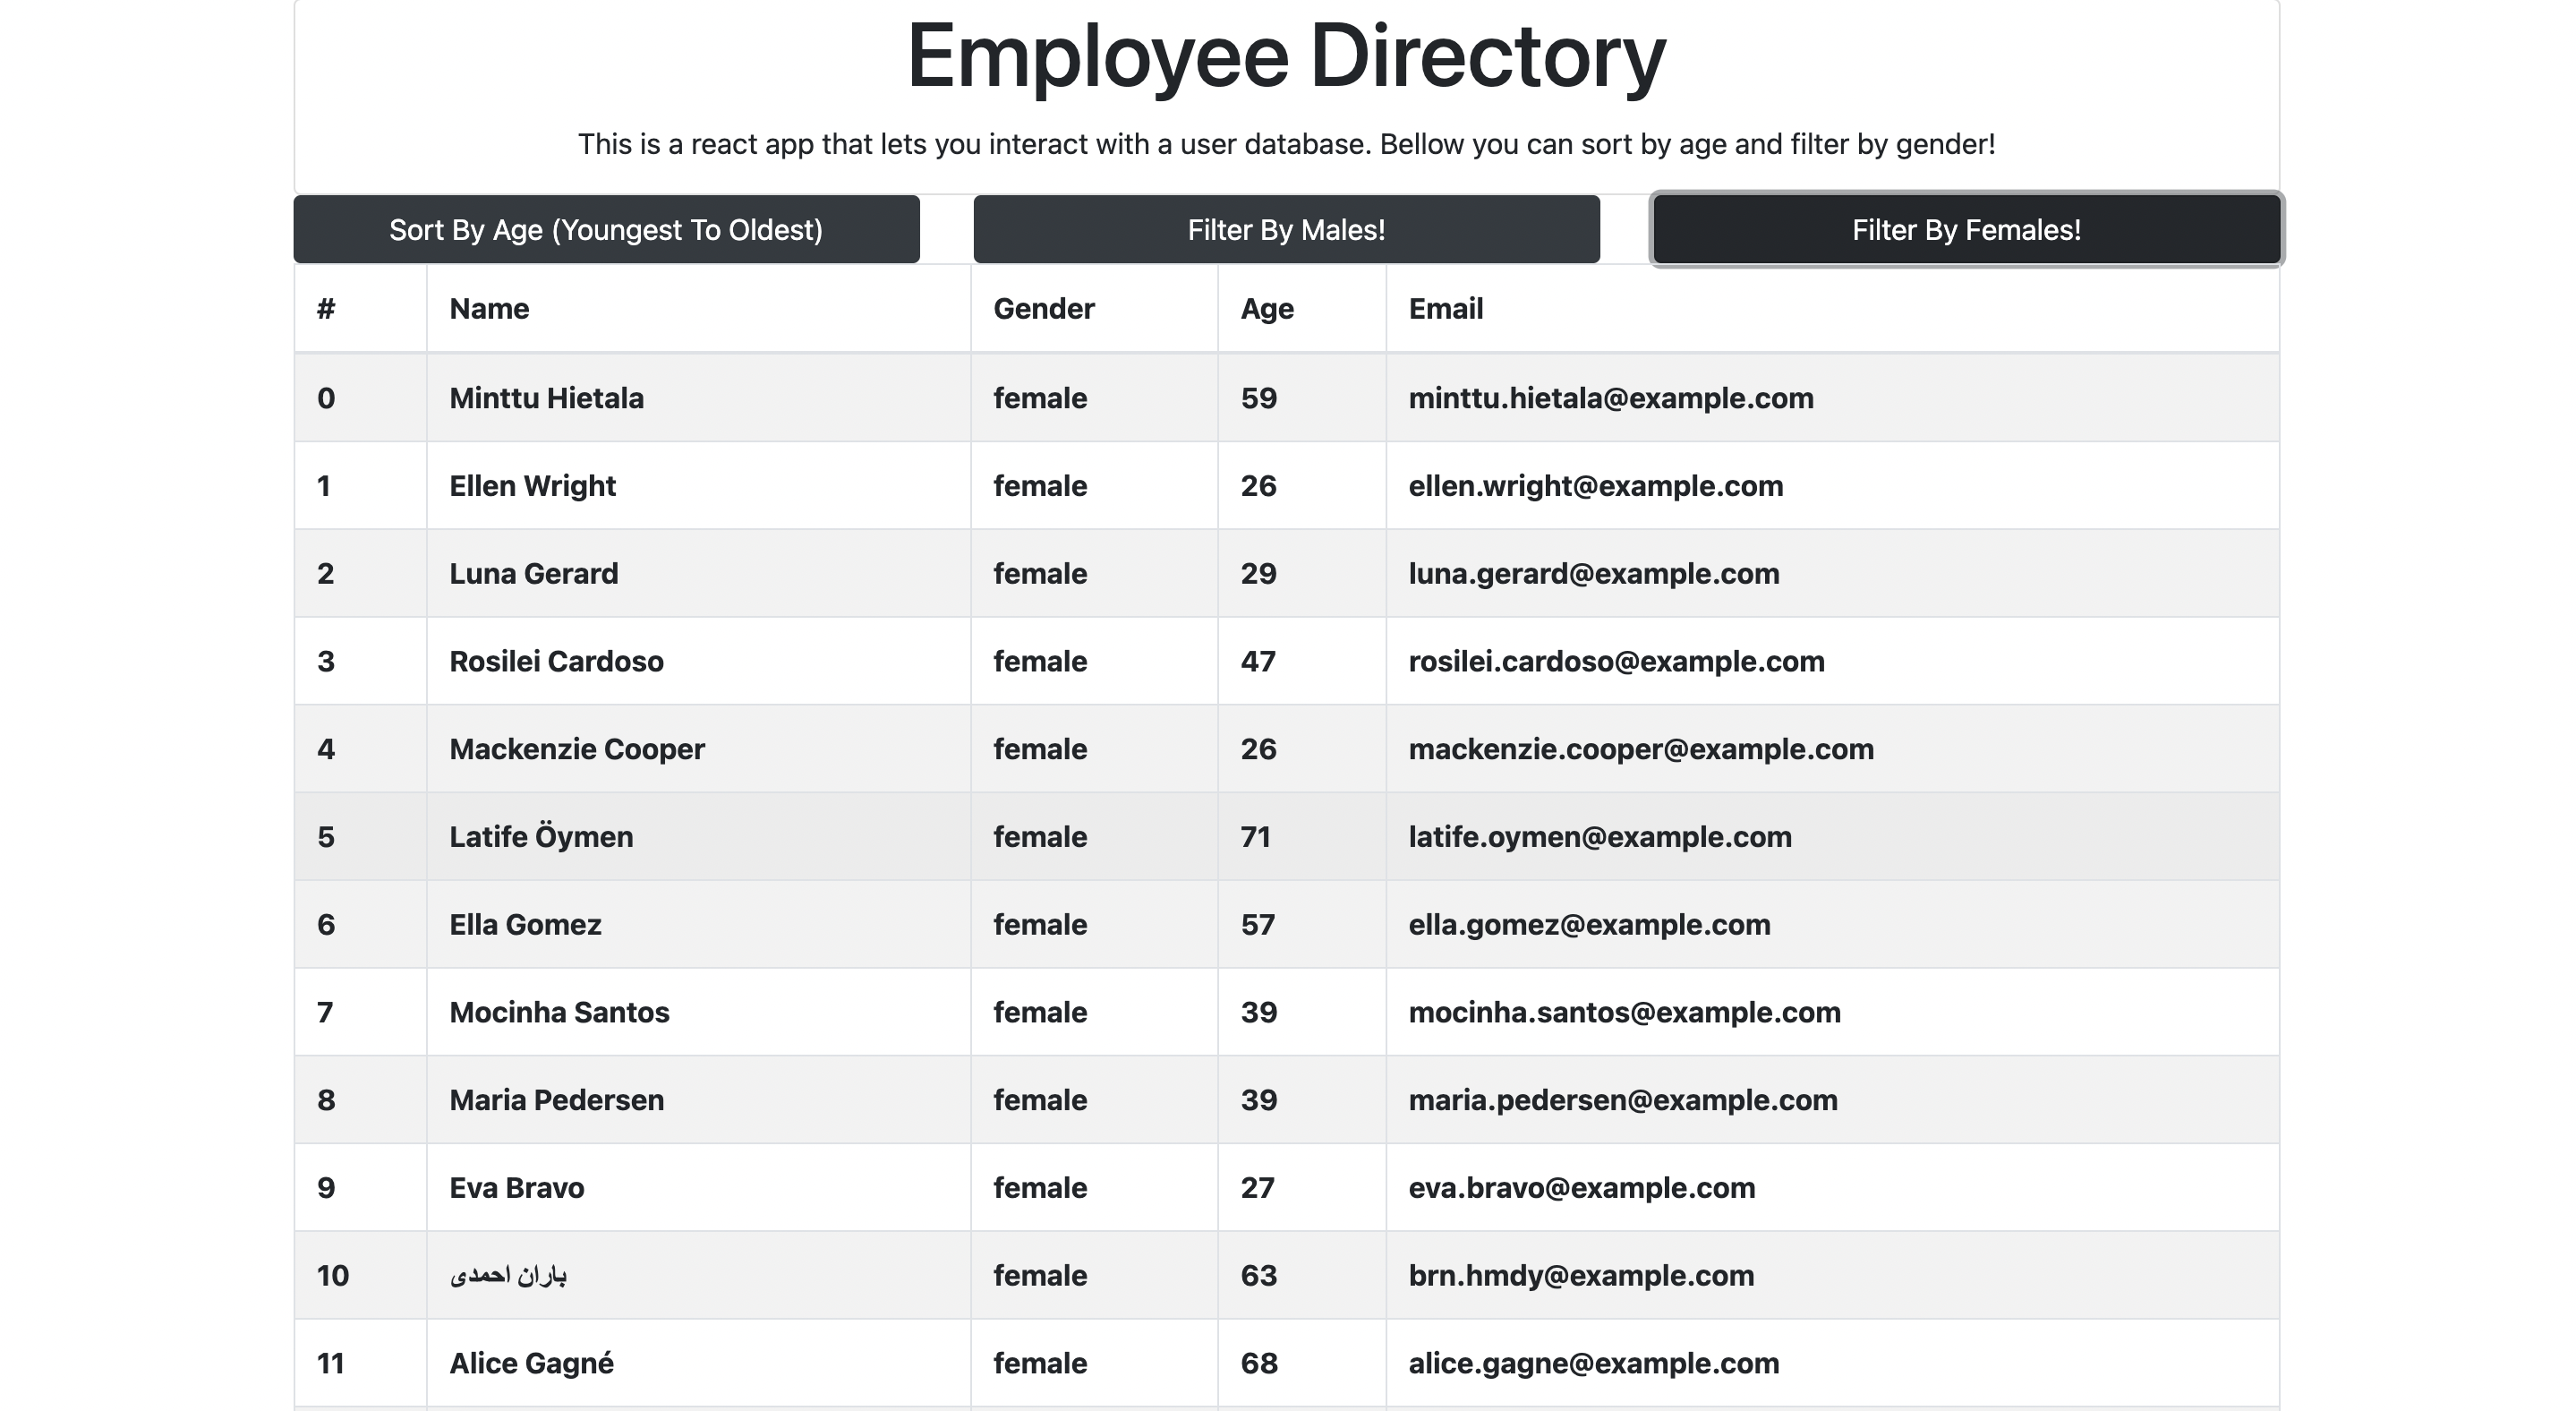 Employee Directory
This is a react app that lets you interact with a user database. Bellow you can sort by age and filter by gender!
Sort By Age (Youngest To Oldest) Filter By Males! Filter By Females!
# Name Gender Age Email
0 Minttu Hietala female 59 minttu.hietala@example.com
1 Ellen Wright female 26 ellen.wright@example.com
2 Luna Gerard female 29 luna.gerard@example.com
3 Rosilei Cardoso female 47 rosilei.cardoso@example.com
4 Mackenzie Cooper female 26 mackenzie.cooper@example.com
5 Latife Öymen female 71 latife.oymen@example.com
6 Ella Gomez female 57 ella.gomez@example.com
7 Mocinha Santos female 39 mocinha.santos@example.com
8 Maria Pedersen female 39 maria.pedersen@example.com
9 Eva Bravo female 27 eva.bravo@example.com
10 باران احمدی female 63 brn.hmdy@example.com
11 Alice Gagné female 68 alice.gagne@example.com